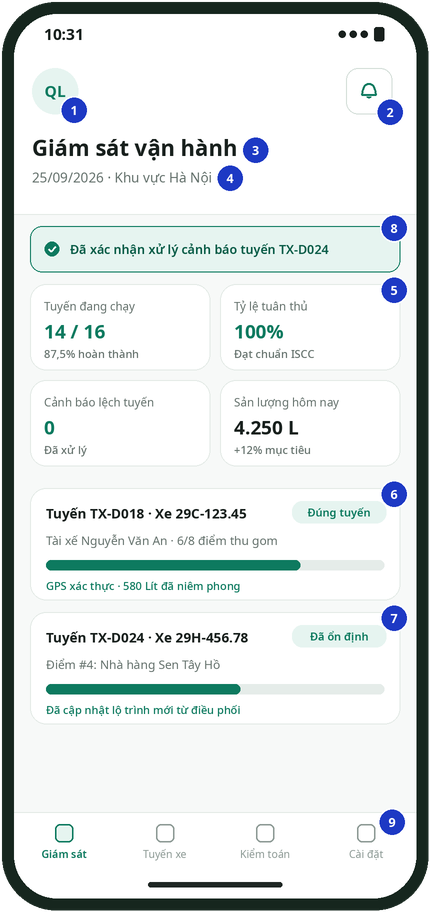 10:31
QL
1
2
Giám sát vận hành 3
25/09/2026 · Khu vực Hà Nội 4
8
Đã xác nhận xử lý cảnh báo tuyến TX-D024
5
Tuyến đang chạy
14 / 16
87,5% hoàn thành
Tỷ lệ tuân thủ
100%
Đạt chuẩn ISCC
Cảnh báo lệch tuyến
0
Đã xử lý
Sản lượng hôm nay
4.250 L
+12% mục tiêu
6
Tuyến TX-D018 · Xe 29C-123.45
Đúng tuyến
Tài xế Nguyễn Văn An · 6/8 điểm thu gom
GPS xác thực · 580 Lít đã niêm phong
7
Tuyến TX-D024 · Xe 29H-456.78
Đã ổn định
Điểm #4: Nhà hàng Sen Tây Hồ
Đã cập nhật lộ trình mới từ điều phối
9
Giám sát
Tuyến xe
Kiểm toán
Cài đặt